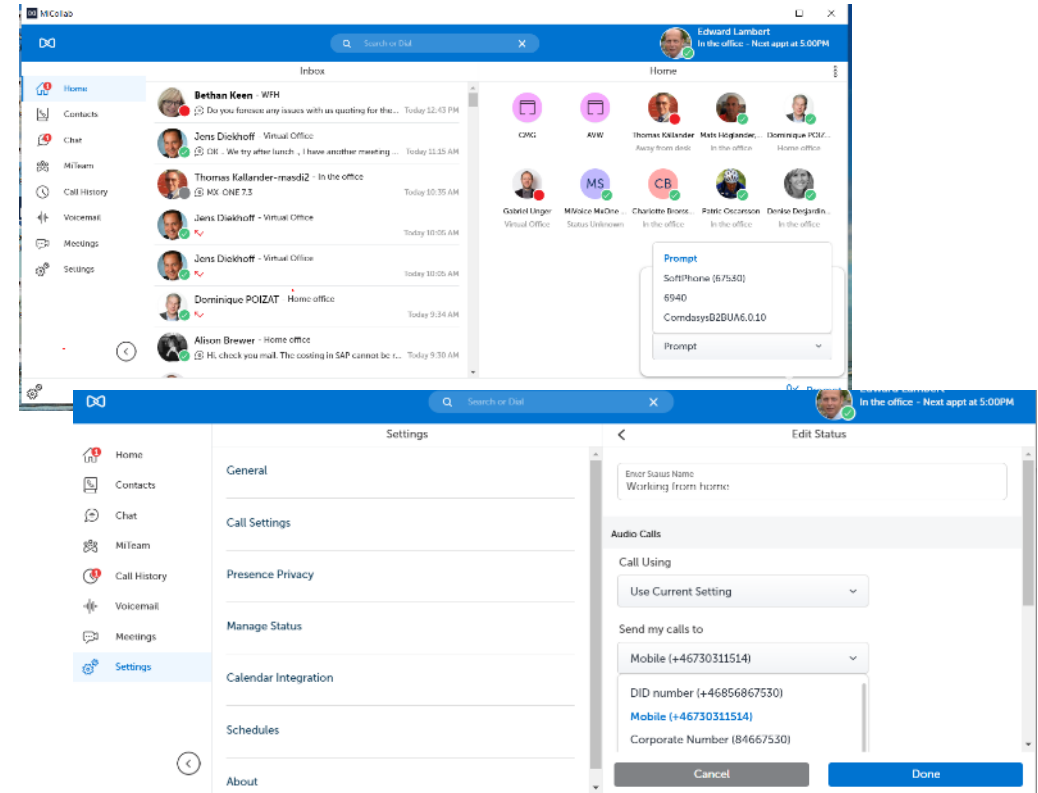 MiCollab
Search or Dial
Edward Lambert
In the office - Next appt at 5:00PM
Inbox
Home
Home
Contacts
Chat
MiTeam
Call History
Voicemail
Meetings
Settings
Bethan Keen - WFH
Do you foresee any issues with us quoting for the... Today 12:43 PM
Jens Diekhoff - Virtual Office
OK . We try after lunch , I have another meeting ... Today 11:15 AM
Thomas Kallander-masdi2 - In the office
MX ONE 7.3 Today 10:35 AM
Jens Diekhoff - Virtual Office
Today 10:05 AM
Jens Diekhoff - Virtual Office
Today 10:05 AM
Dominique POIZAT Home office
Today 9:34 AM
Alison Brewer - Home office
Hi, check you mail. The costing in SAP cannot be r... Today 9:30 AM
CMG
AVW
Thomas Kallander
Away from desk
Mats Höglander,...
In the office
Dominique POIZ...
Home office
MS
CB
Gabriel Unger
Virtual Office
MiVoice MxOne ...
Status Unknown
Charlotte Broess...
In the office
Patric Oscarsson
In the office
Denise Desjardin...
In the office
Prompt
SoftPhone (67530)
6940
ComdasysB2BUA6.0.10
Prompt
Prompt
Search or Dial
Edward Lambert
In the office - Next appt at 5:00PM
Settings
Edit Status
Home
Contacts
Chat
MiTeam
Call History
Voicemail
Meetings
Settings
General
Call Settings
Presence Privacy
Manage Status
Calendar Integration
Schedules
About
Enter Status Name
Working from home
Audio Calls
Call Using
Use Current Setting
Send my calls to
Mobile (+46730311514)
DID number (+46856867530)
Mobile (+46730311514)
Corporate Number (84667530)
Cancel
Done